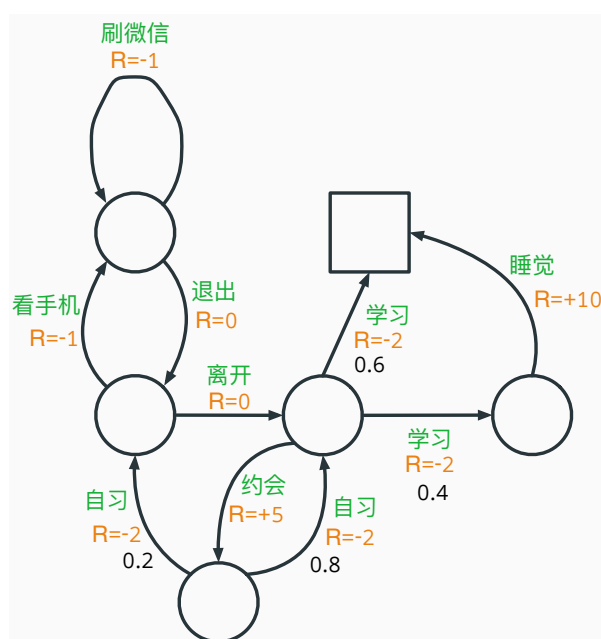 刷微信
R=-1
看手机
R=-1
退出
R=0
睡觉
R=+10
学习
R=-2
0.6
离开
R=0
学习
R=-2
0.4
约会
R=+5
自习
R=-2
0.2
自习
R=-2
0.8